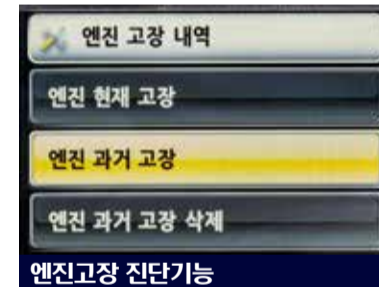 엔진 고장 내역
엔진 현재 고장
엔진 과거 고장
엔진 과거 고장 삭제
엔진고장 진단기능